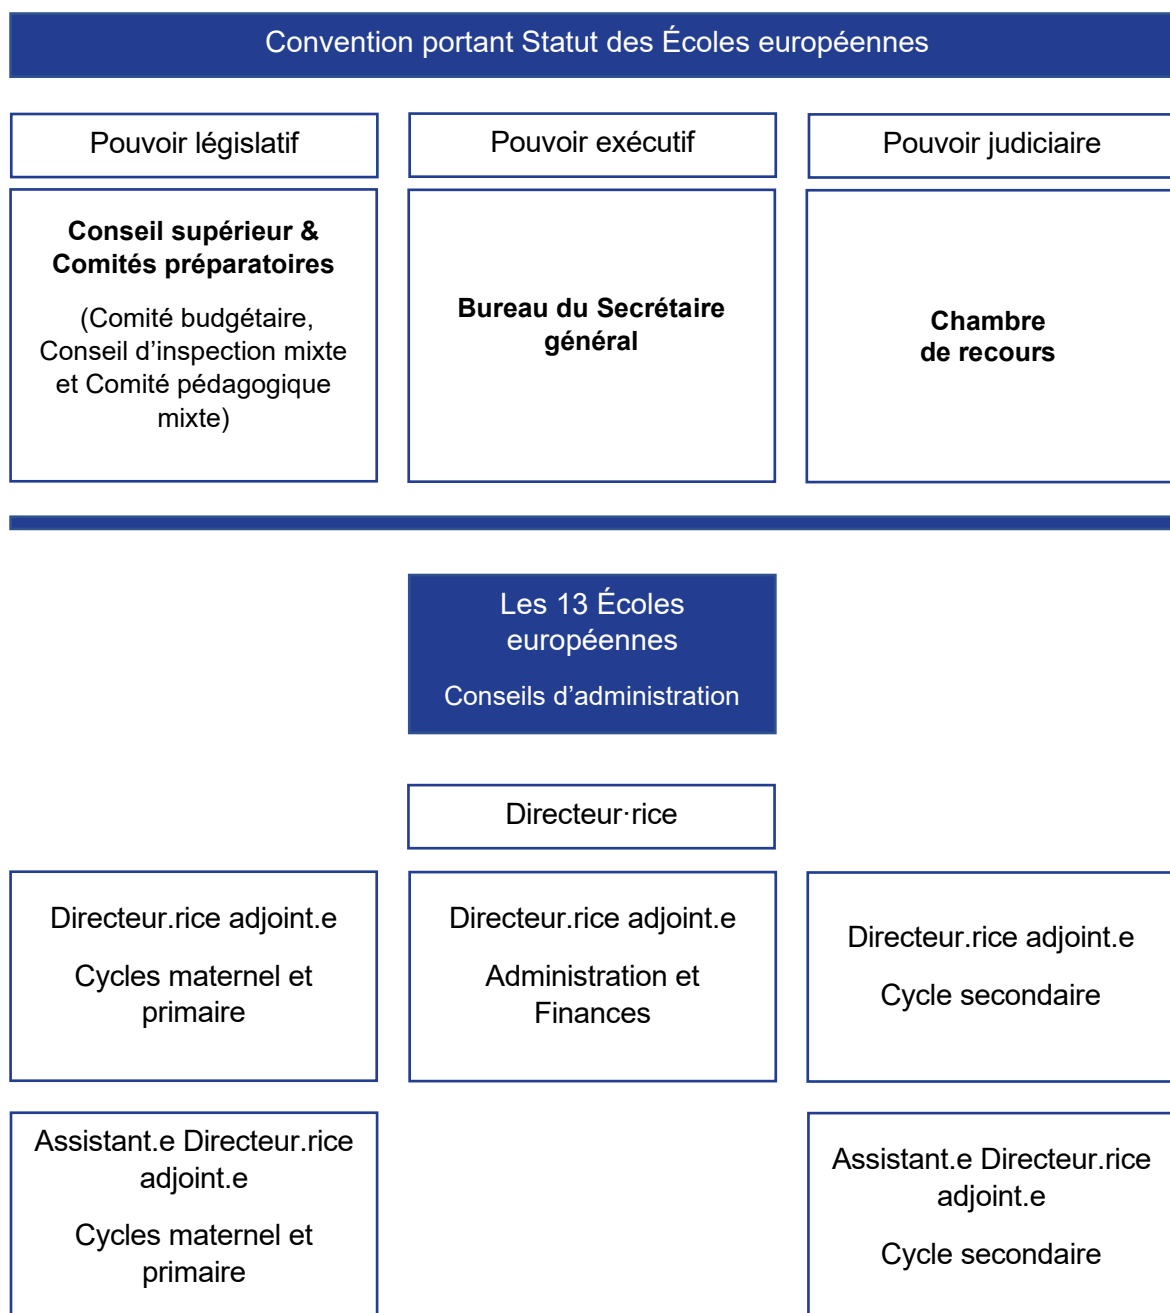 Convention portant Statut des Écoles européennes
Pouvoir législatif
Pouvoir exécutif
Pouvoir judiciaire
Conseil supérieur &
Comités préparatoires
(Comité budgétaire,
Conseil d’inspection mixte
et Comité pédagogique
mixte)
Bureau du Secrétaire
général
Chambre
de recours
Les 13 Écoles
européennes
Conseils d’administration
Directeur·rice
Directeur.rice adjoint.e
Cycles maternel et
primaire
Directeur.rice adjoint.e
Administration et
Finances
Directeur.rice adjoint.e
Cycle secondaire
Assistant.e Directeur.rice
adjoint.e
Cycles maternel et
primaire
Assistant.e Directeur.rice
adjoint.e
Cycle secondaire